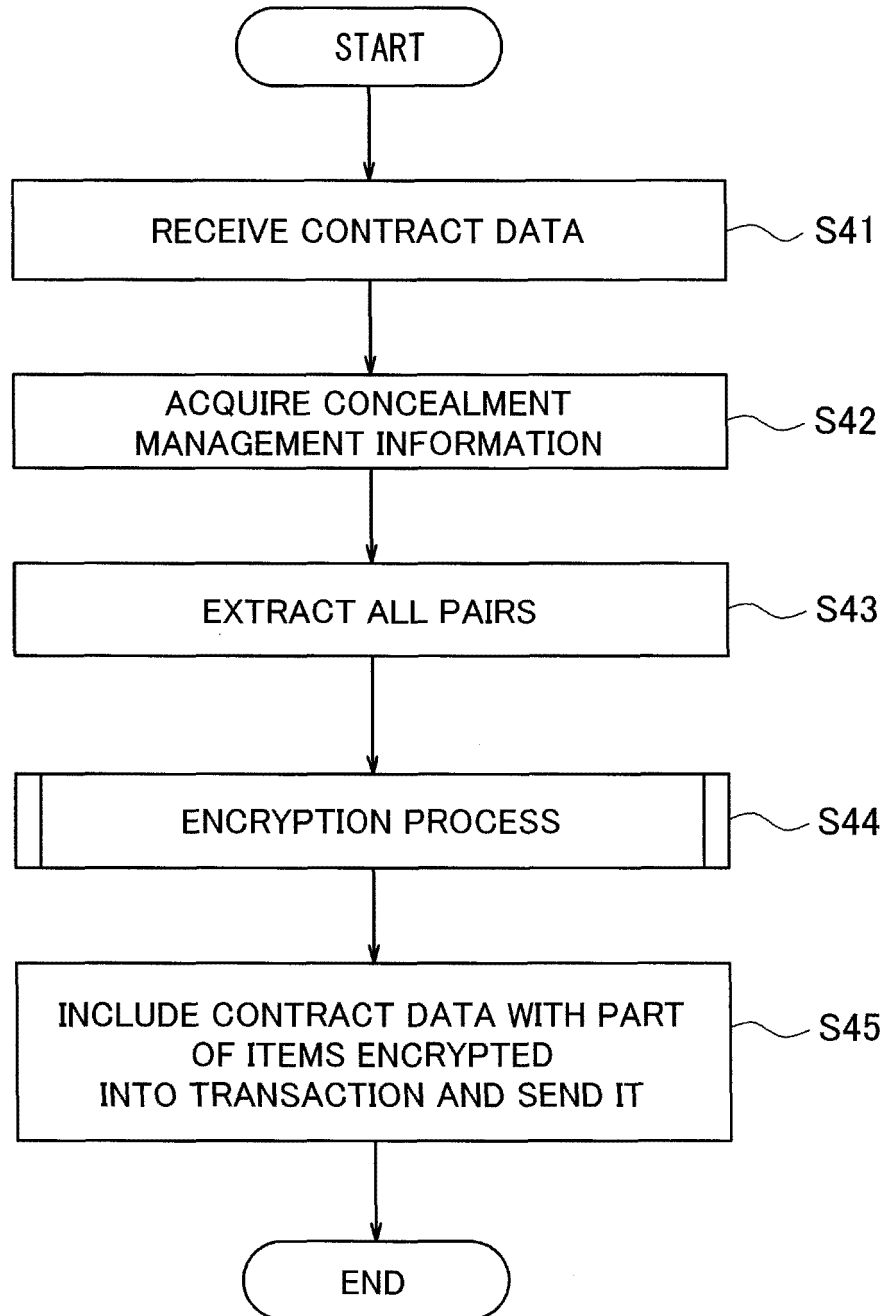 START
RECEIVE CONTRACT DATA
S41
ACQUIRE CONCEALMENT
MANAGEMENT INFORMATION
S42
EXTRACT ALL PAIRS
S43
ENCRYPTION PROCESS
S44
INCLUDE CONTRACT DATA WITH PART
OF ITEMS ENCRYPTED
INTO TRANSACTION AND SEND IT
S45
END